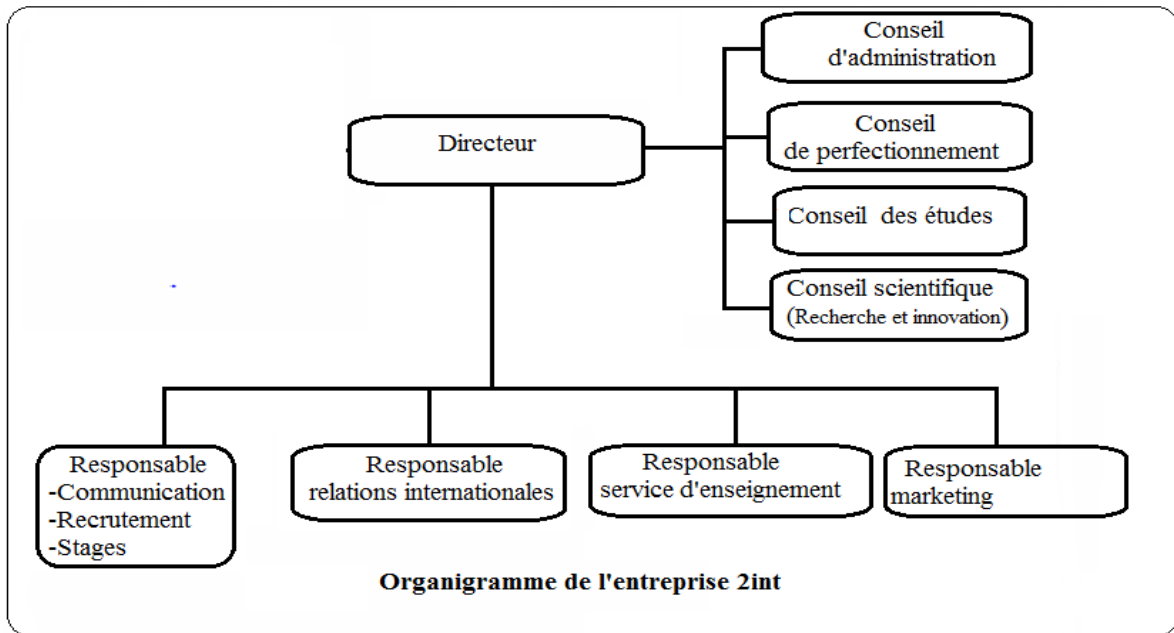 Conseil
d'administration
Directeur
Conseil
de perfectionnement
Conseil des études
Conseil scientifique
(Recherche et innovation)
Responsable
-Communication
-Recrutement
-Stages
Responsable
relations internationales
Responsable
service d'enseignement
Responsable
marketing
Organigramme de l'entreprise 2int